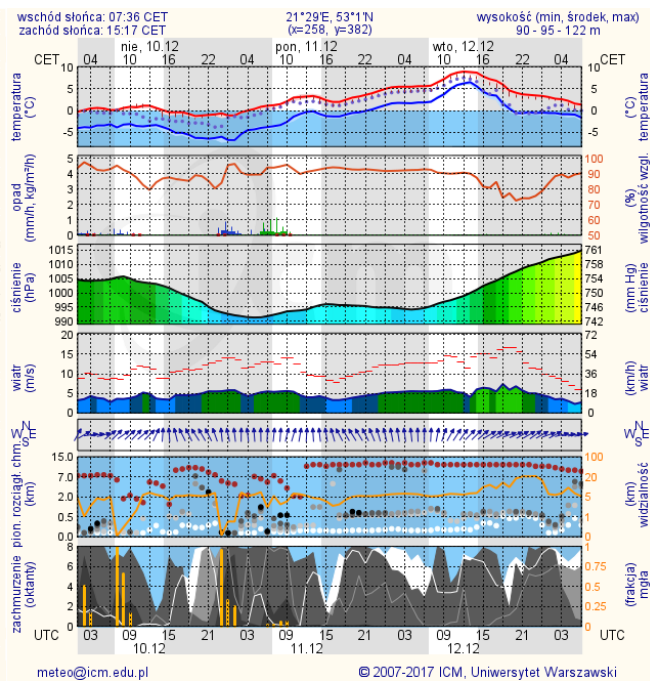 wschód słońca: 07:36 CET 21°29'E, 53°1'N wysokość (min, środek, max)
zachód słońca: 15:17 CET (x=258, y=382) 90 - 95 - 122 m
nie, 10.12 pon, 11.12 wto, 12.12
CET 04 10 16 22 04 10 16 22 04 10 16 22 04 CET
temperatura (°C)
10
5
0
-5
10
5
0
-5
temperatura (°C)
opad (mm/h, kg/m²/h)
5
4
3
2
1
0
100
90
80
70
60
50
(%) wilgotność wzgl.
ciśnienie (hPa)
1015
1010
1005
1000
995
990
761
758
754
750
746
742
(mm Hg) ciśnienie
wiatr (m/s)
20
15
10
5
0
72
54
36
18
0
(km/h) wiatr
N
W E
S
N
W E
S
pion. rozciągł. chm. (km)
15.0
7.0
2.0
0.5
0.0
100
20
5
1
0
(km) widzialność
zachmurzenie (oktanty)
8
6
4
2
0
1
0.75
0.5
0.25
0
(frakcja) mgła
UTC 03 09 15 21 03 09 15 21 03 09 15 21 03 UTC
10.12 11.12 12.12
meteo@icm.edu.pl © 2007-2017 ICM, Uniwersytet Warszawski